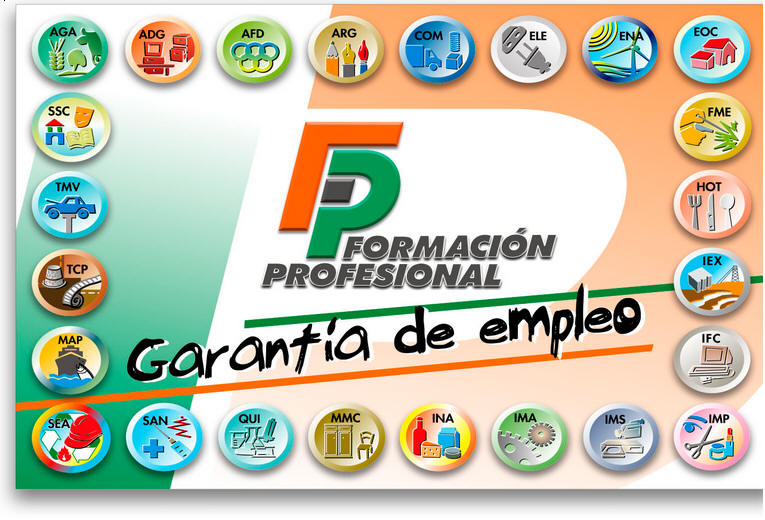 AGA
ADG
AFD
ARG
COM
ELE
ENA
EOC
SSC
FME
TMV
HOT
FORMACIÓN
PROFESIONAL
TCP
IEX
Garantía de empleo
MAP
IFC
SEA
SAN
QUI
MMC
INA
IMA
IMS
IMP